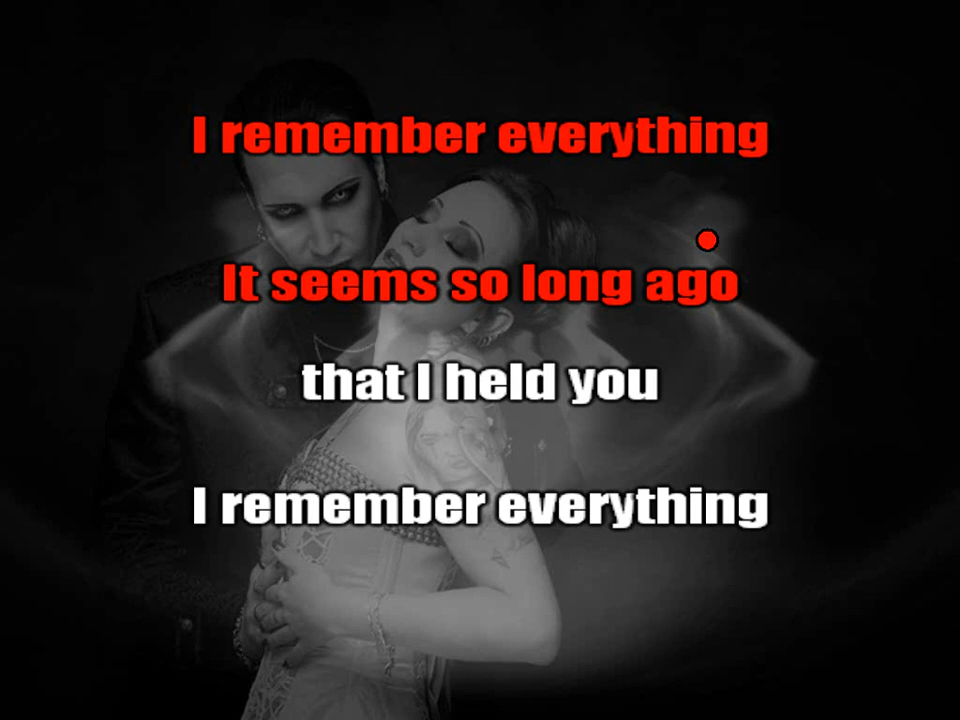 I remember everything
It seems so long ago
that I held you
I remember everything